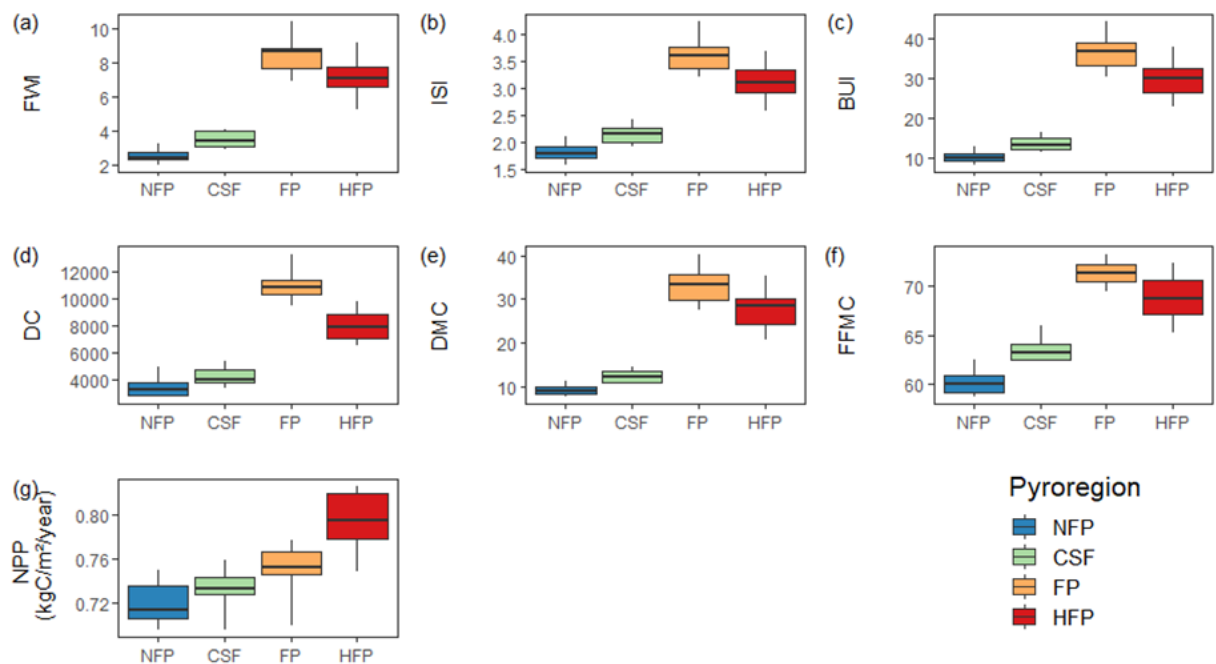 (a)
FWI
10
8
6
4
2
NFP CSF FP HFP
(b)
ISI
4.0
3.5
3.0
2.5
2.0
1.5
NFP CSF FP HFP
(c)
BUI
40
30
20
10
NFP CSF FP HFP
(d)
DC
12000
10000
8000
6000
4000
NFP CSF FP HFP
(e)
DMC
40
30
20
10
NFP CSF FP HFP
(f)
FFMC
70
65
60
NFP CSF FP HFP
(g)
NPP
(kgC/m²/year)
0.80
0.76
0.72
NFP CSF FP HFP
Pyroregion
NFP
CSF
FP
HFP